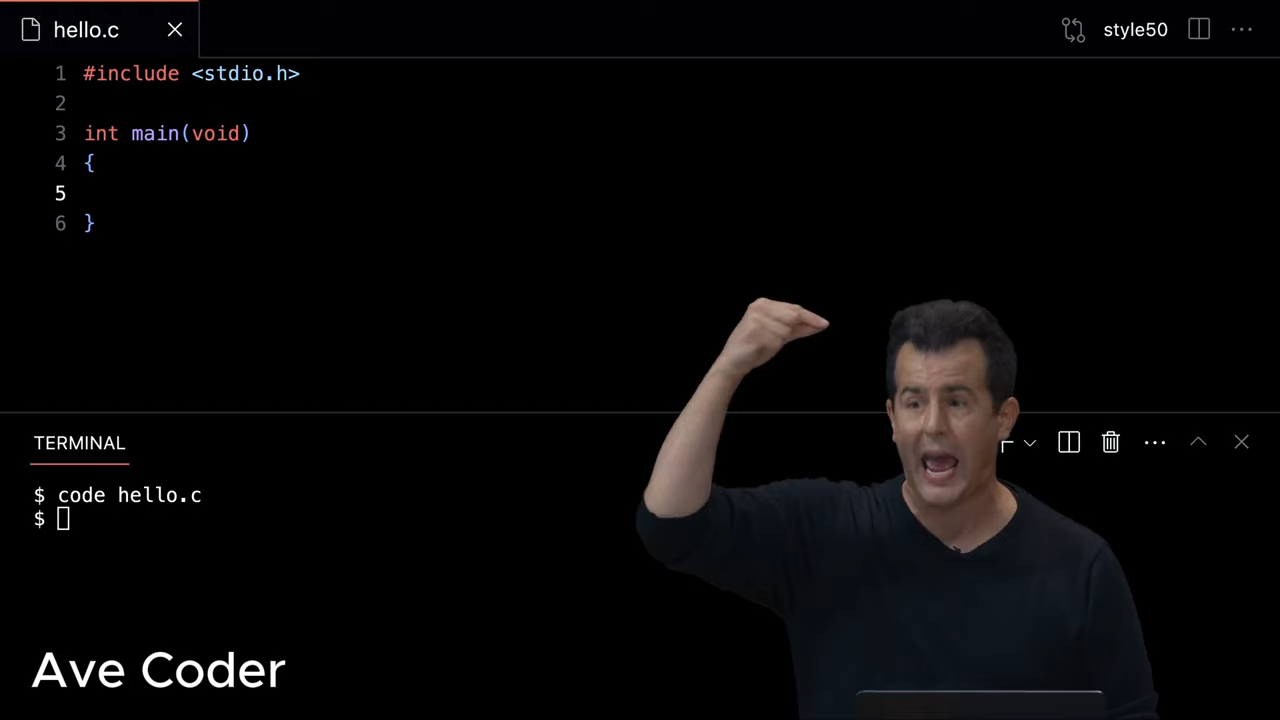 hello.c
style50
1 #include <stdio.h>
2
3 int main(void)
4 {
5
6 }
TERMINAL
$ code hello.c
$
Ave Coder